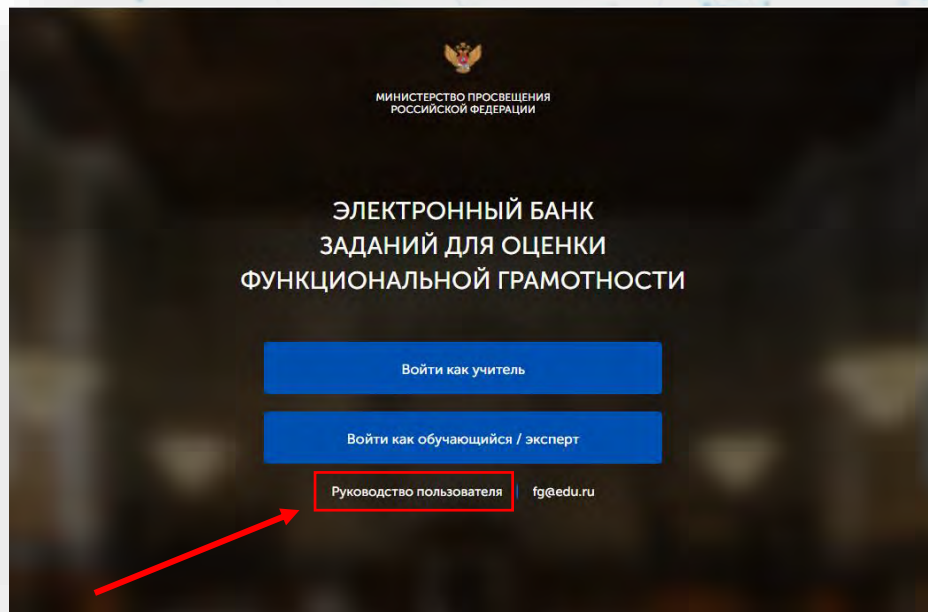 МИНИСТЕРСТВО ПРОСВЕЩЕНИЯ
РОССИЙСКОЙ ФЕДЕРАЦИИ
ЭЛЕКТРОННЫЙ БАНК
ЗАДАНИЙ ДЛЯ ОЦЕНКИ
ФУНКЦИОНАЛЬНОЙ ГРАМОТНОСТИ
Войти как учитель
Войти как обучающийся / эксперт
Руководство пользователя | fg@edu.ru